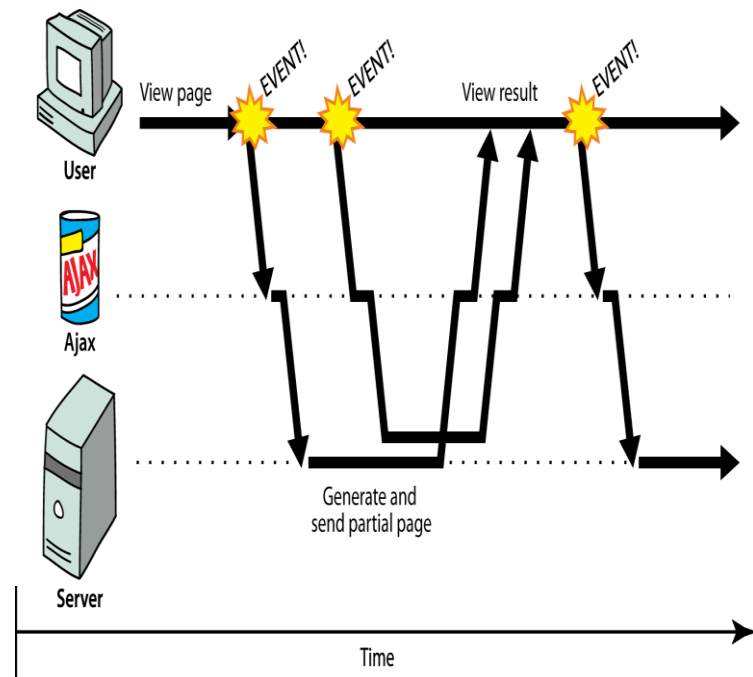 EVENT!
EVENT!
EVENT!
View page
View result
User
AJAX
Ajax
Generate and
send partial page
Server
Time